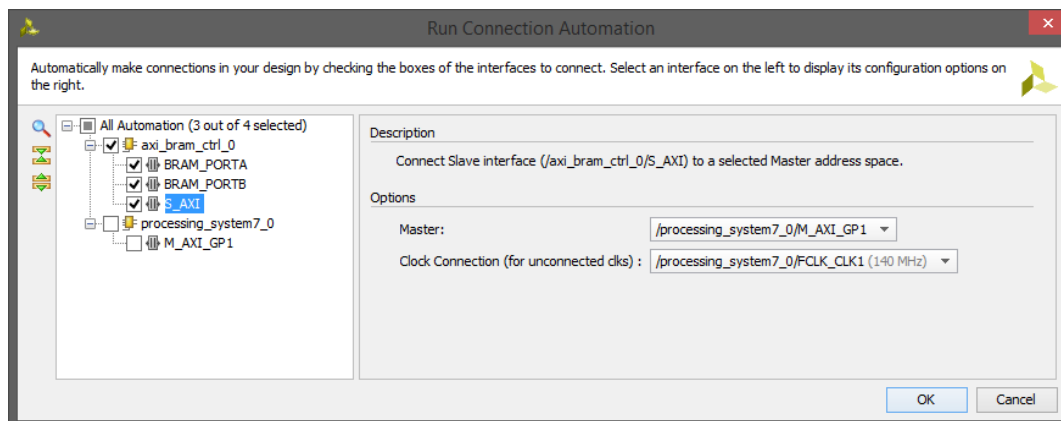 Run Connection Automation
Automatically make connections in your design by checking the boxes of the interfaces to connect. Select an interface on the left to display its configuration options on
the right.
All Automation (3 out of 4 selected)
axi_bram_ctrl_0
BRAM_PORTA
BRAM_PORTB
S_AXI
processing_system7_0
M_AXI_GP1
Description
Connect Slave interface (/axi_bram_ctrl_0/S_AXI) to a selected Master address space.
Options
Master: /processing_system7_0/M_AXI_GP1
Clock Connection (for unconnected clks) : /processing_system7_0/FCLK_CLK1 (140 MHz)
OK Cancel